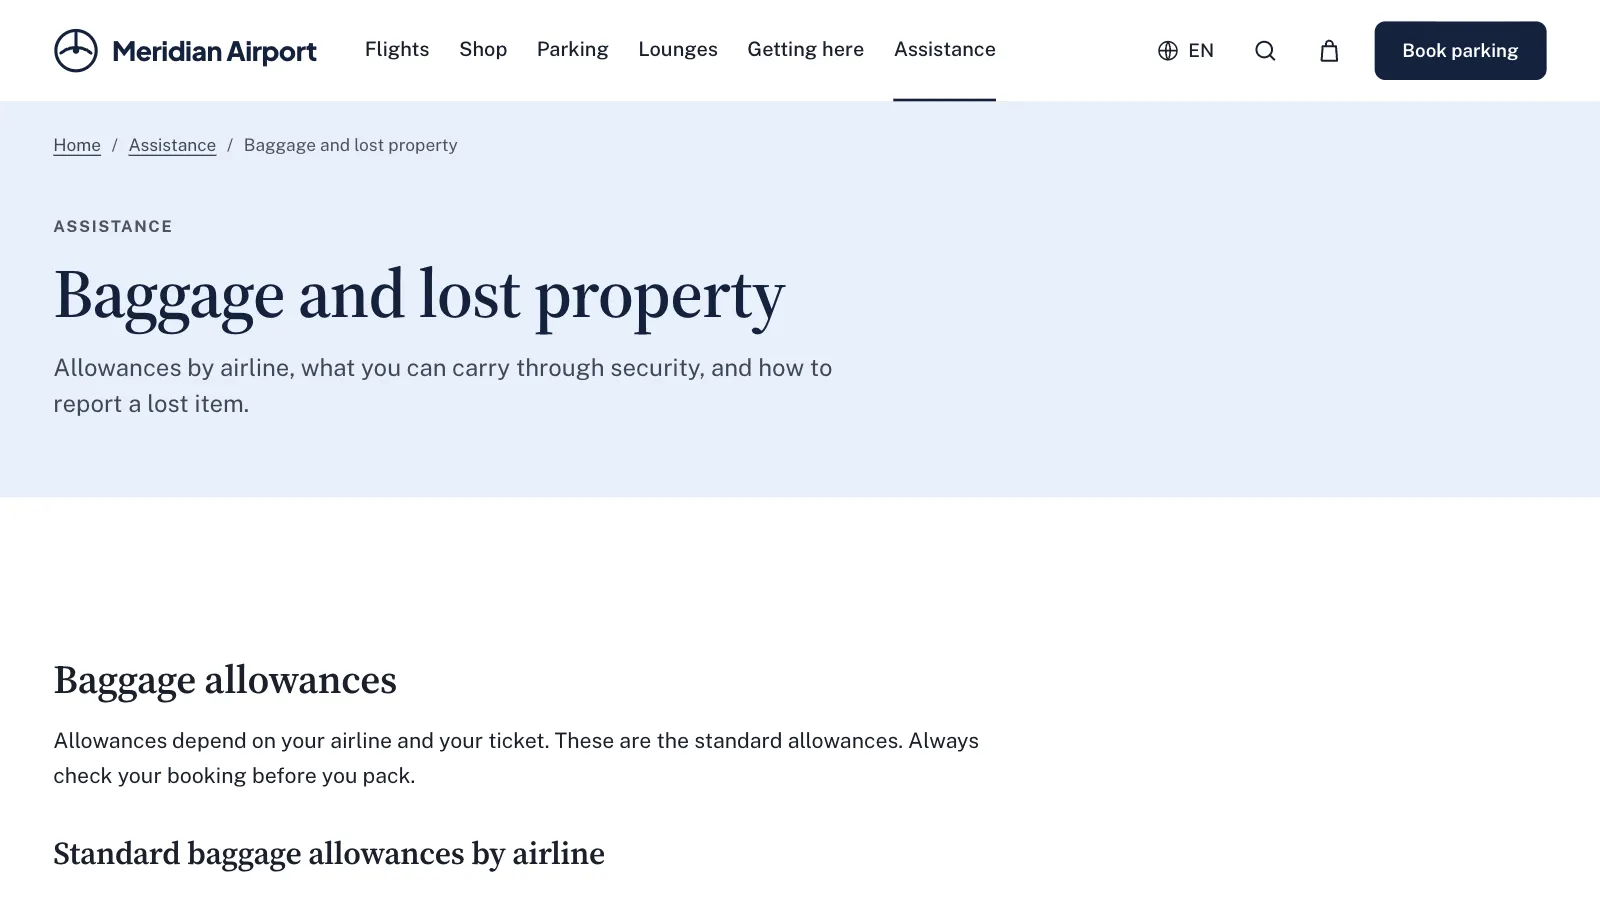 Meridian Airport
Flights
Shop
Parking
Lounges
Getting here
Assistance
EN
Book parking
Home / Assistance / Baggage and lost property
ASSISTANCE
Baggage and lost property
Allowances by airline, what you can carry through security, and how to
report a lost item.
Baggage allowances
Allowances depend on your airline and your ticket. These are the standard allowances. Always
check your booking before you pack.
Standard baggage allowances by airline